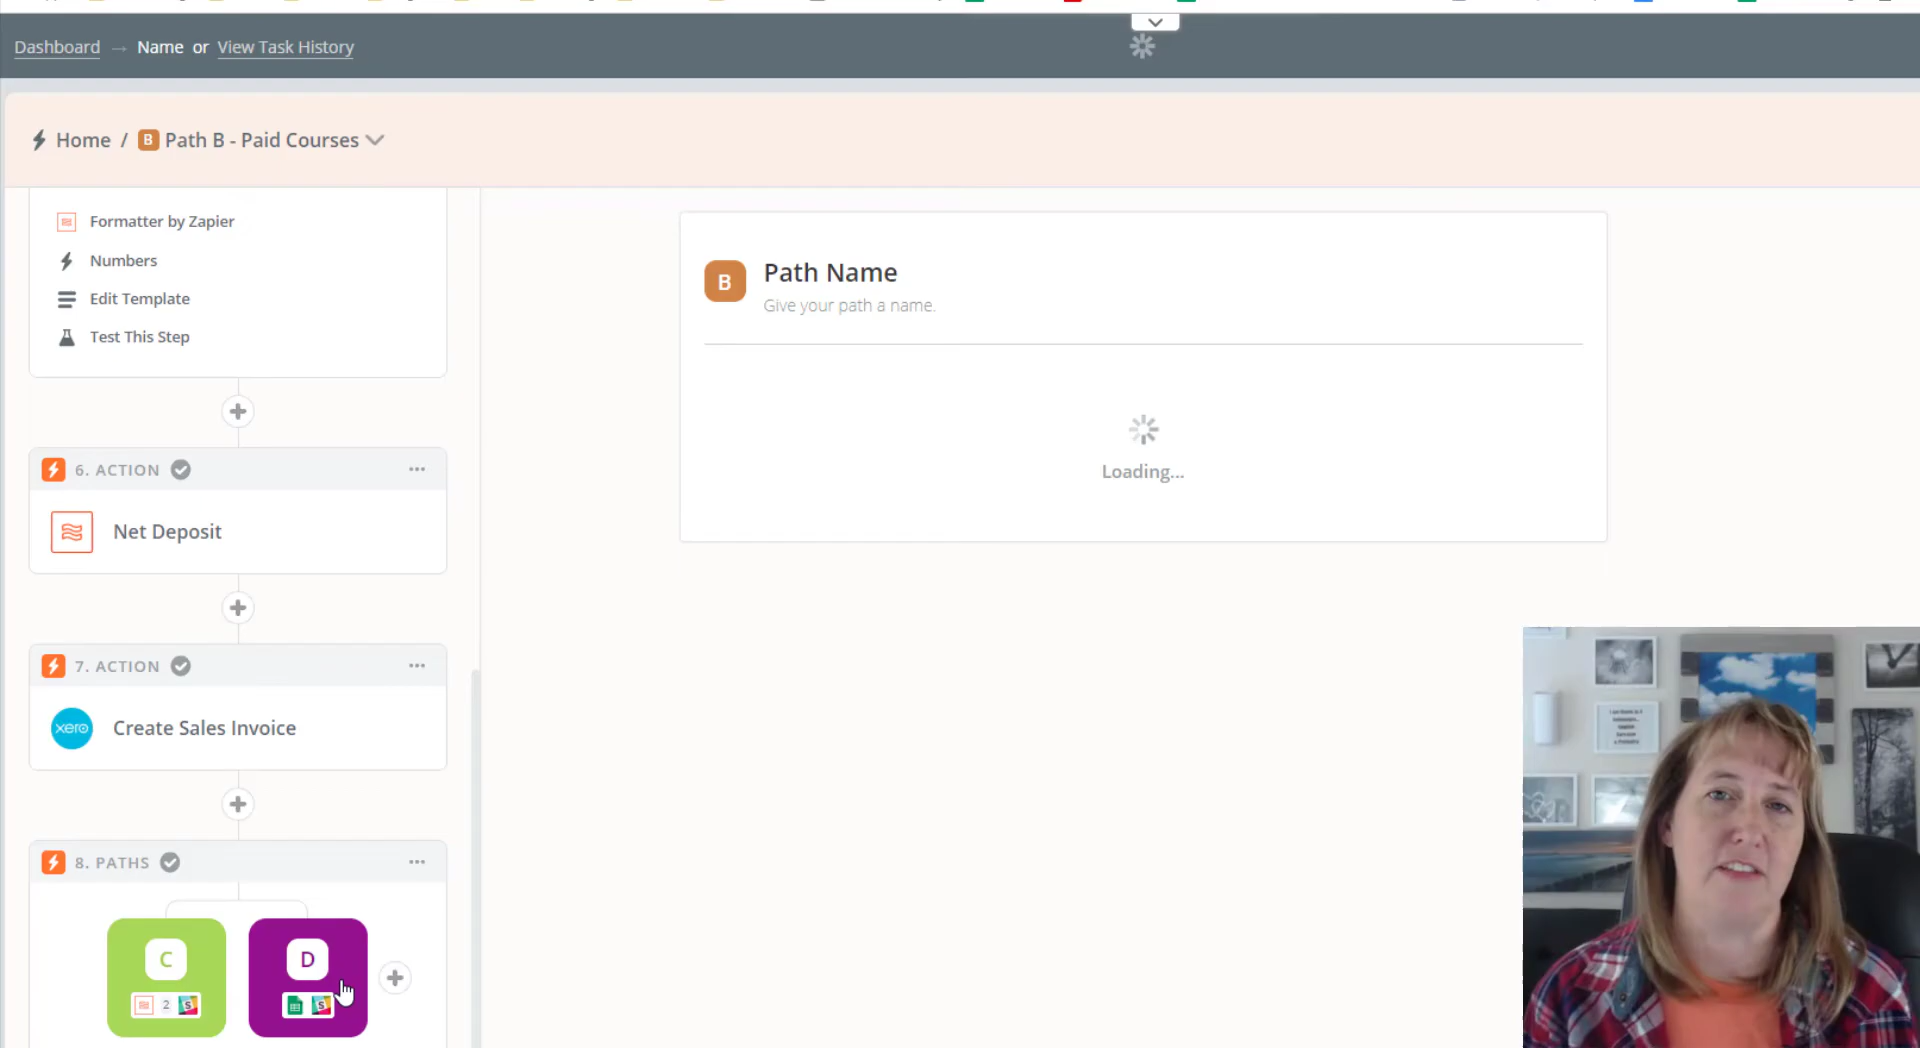 Dashboard → Name or View Task History
Home / B Path B - Paid Courses
Formatter by Zapier
Numbers
Edit Template
Test This Step
6. ACTION
Net Deposit
7. ACTION
xero Create Sales Invoice
8. PATHS
C
D
2
B Path Name
Give your path a name.
Loading...